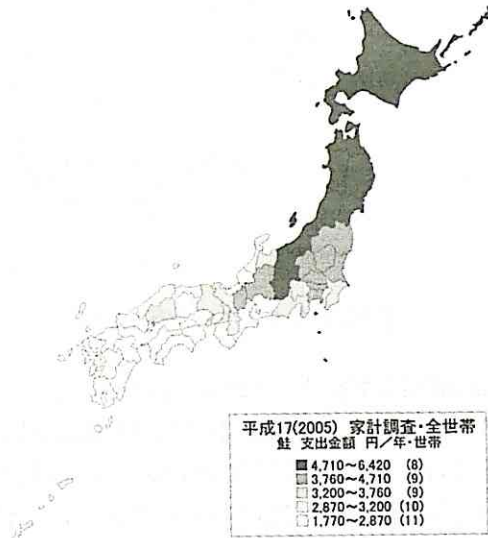 平成17(2005) 家計調査・全世帯
鮭 支出金額 円/年・世帯
4,710～6,420 (8)
3,760～4,710 (9)
3,200～3,760 (9)
2,870～3,200 (10)
1,770～2,870 (11)